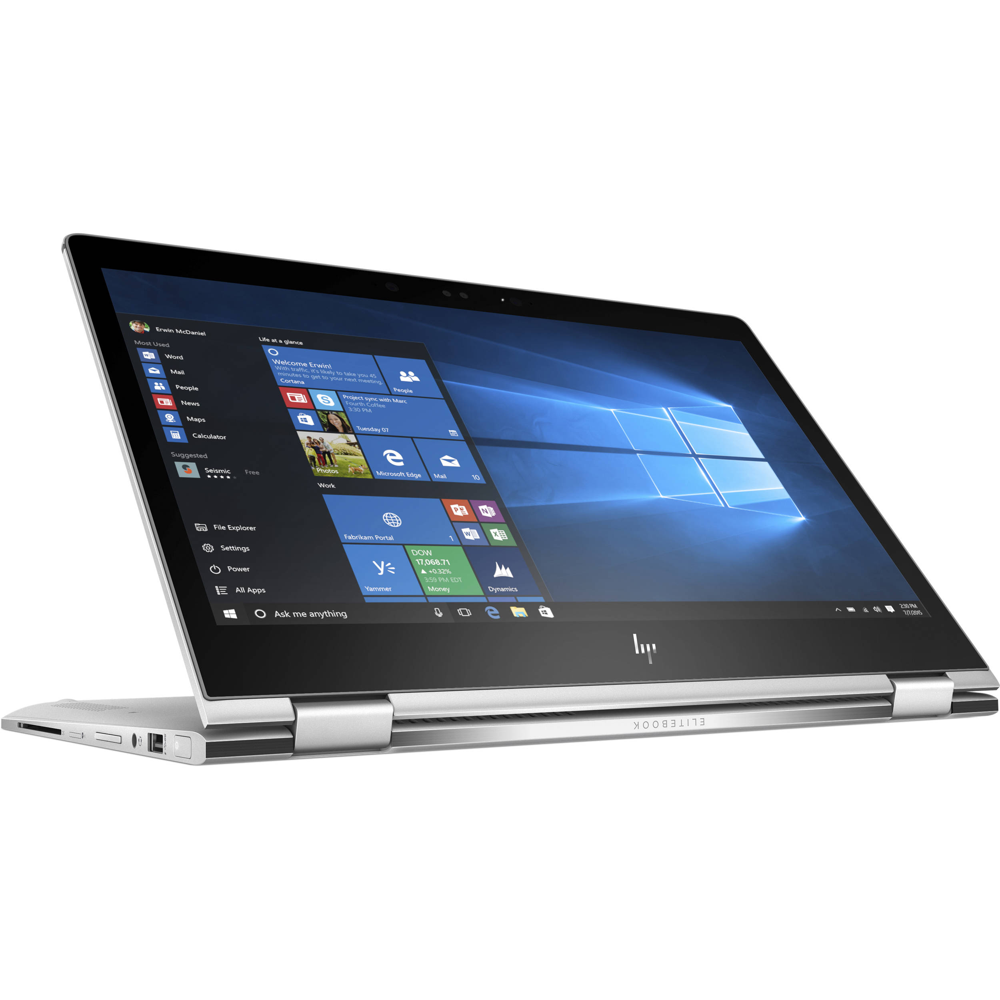 Erwin McDaniel
Most Used
Word
Mail
People
News
Maps
Calculator
Suggested
Seismic
Free
File Explorer
Settings
Power
All Apps
Life at a glance
Welcome Erwin!
With traffic, it's likely to take you 45
minutes to get to your next meeting.
Cortana
People
Project sync with Marc
Fourth Coffee
3:30 PM
Tuesday 07
Photos
Microsoft Edge
Mail
10
Work
Fabrikam Portal
1
Yammer
DOW
17,068.71
▲ +0.32%
3:59 PM EDT
Money
Dynamics
Ask me anything
2:30 PM
7/7/2015
hp
ELITEBOOK